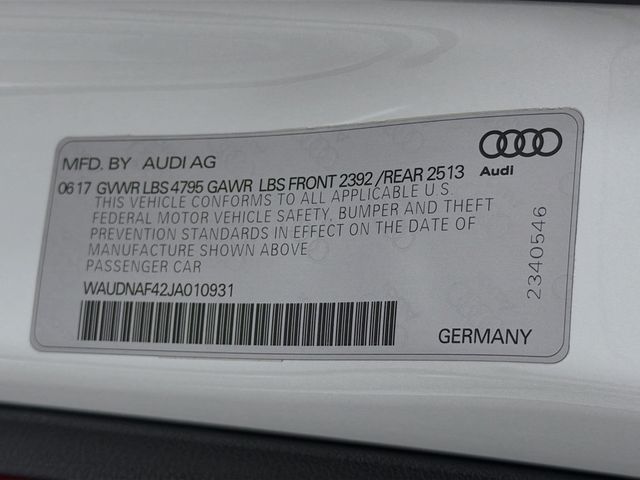 MFD. BY AUDI AG
Audi
06 17 GVWR LBS 4795 GAWR LBS FRONT 2392 /REAR 2513
THIS VEHICLE CONFORMS TO ALL APPLICABLE U.S.
FEDERAL MOTOR VEHICLE SAFETY, BUMPER AND THEFT
PREVENTION STANDARDS IN EFFECT ON THE DATE OF
MANUFACTURE SHOWN ABOVE
PASSENGER CAR
WAUDNAF42JA010931
2340546
GERMANY